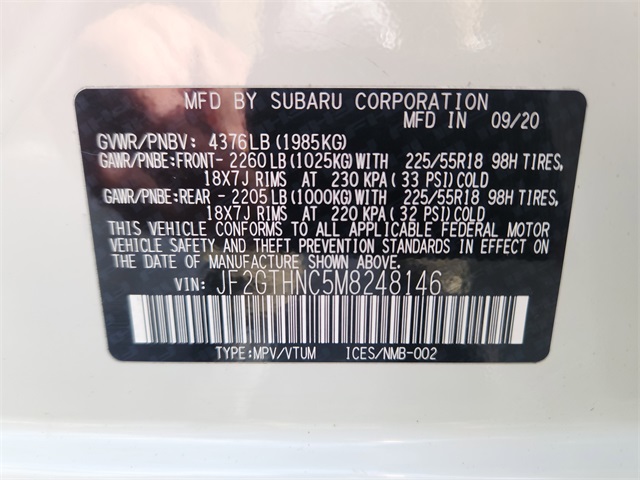 MFD BY SUBARU CORPORATION
MFD IN 09/20
GVWR/PNBV: 4376LB (1985KG)
GAWR/PNBE:FRONT- 2260LB (1025KG) WITH 225/55R18 98H TIRES,
18X7J RIMS AT 230 KPA (33 PSI) COLD
GAWR/PNBE:REAR - 2205LB (1000KG) WITH 225/55R18 98H TIRES,
18X7J RIMS AT 220 KPA (32 PSI) COLD
THIS VEHICLE CONFORMS TO ALL APPLICABLE FEDERAL MOTOR
VEHICLE SAFETY AND THEFT PREVENTION STANDARDS IN EFFECT ON
THE DATE OF MANUFACTURE SHOWN ABOVE.
VIN: JF2GTHNC5M8248146
TYPE:MPV/VTUM ICES/NMB-002